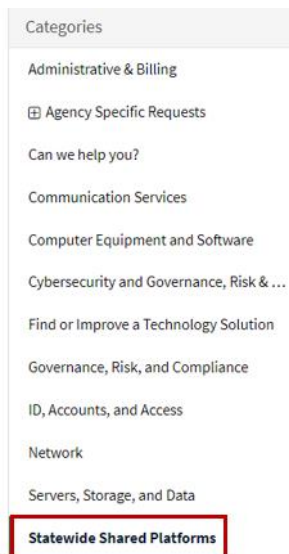 Categories
Administrative & Billing
Agency Specific Requests
Can we help you?
Communication Services
Computer Equipment and Software
Cybersecurity and Governance, Risk & ...
Find or Improve a Technology Solution
Governance, Risk, and Compliance
ID, Accounts, and Access
Network
Servers, Storage, and Data
Statewide Shared Platforms